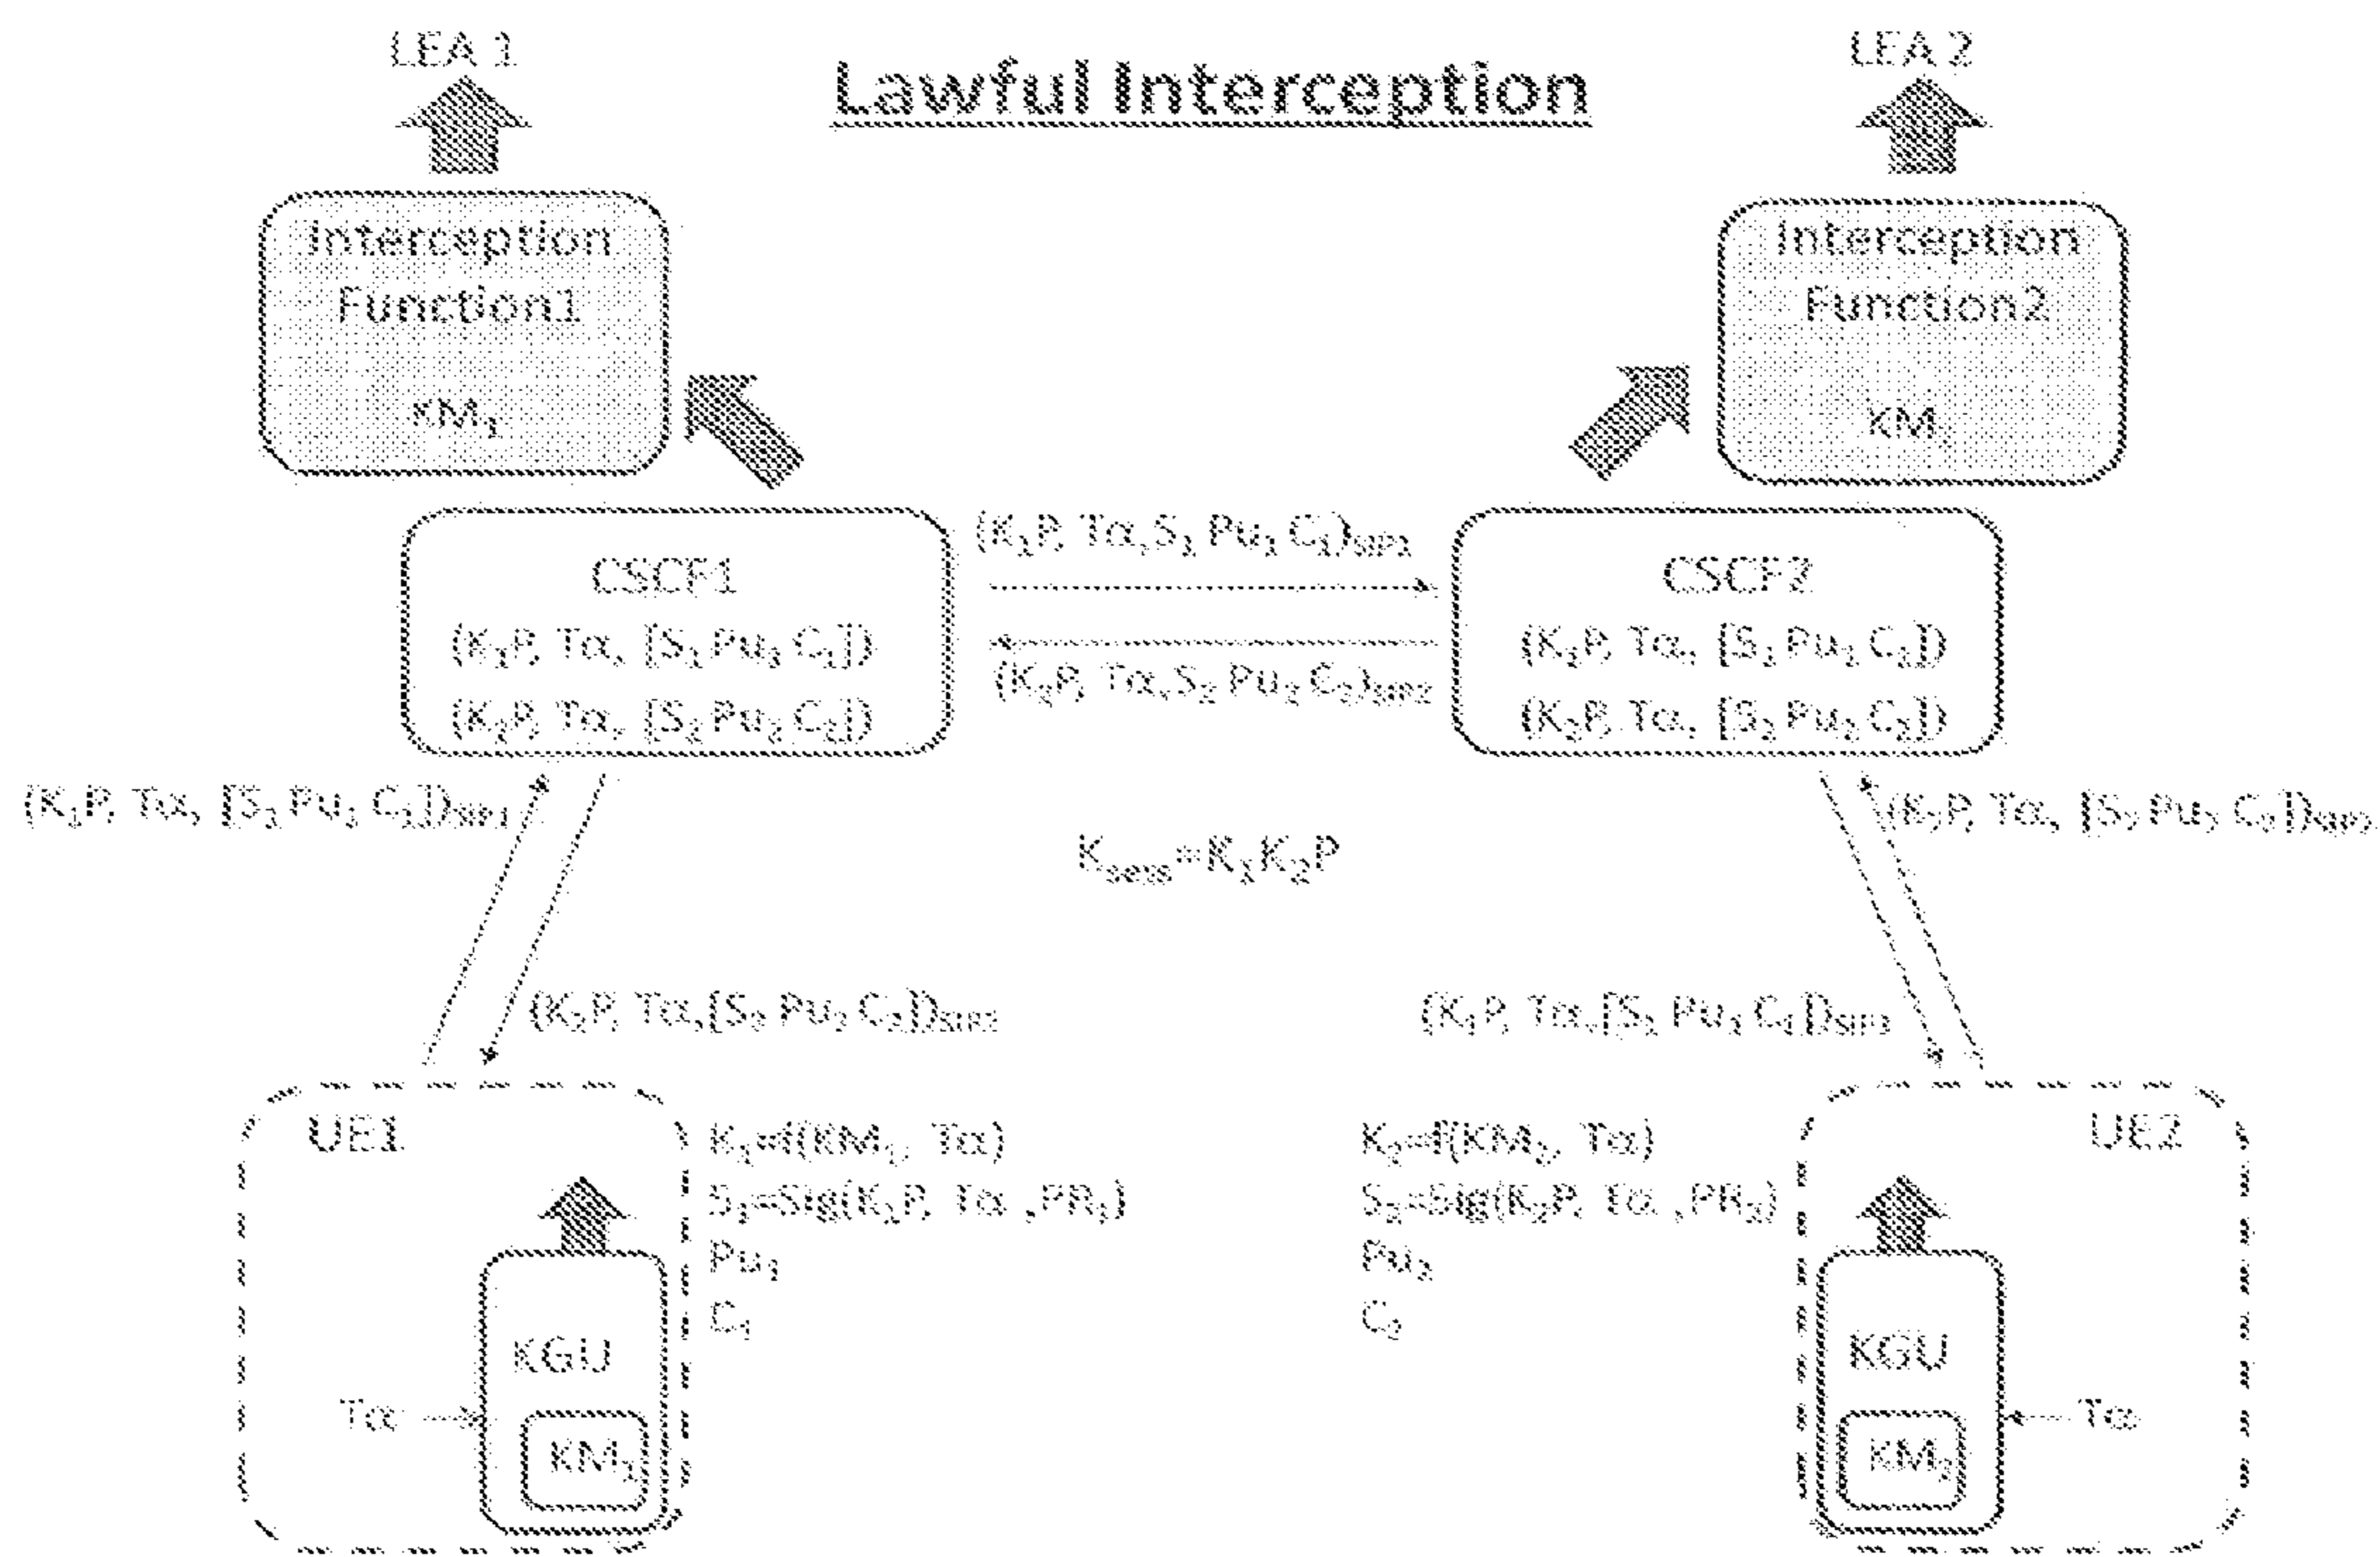 LEA 1
LEA 2
Lawful Interception
Interception
Function1
KM₁
Interception
Function2
KM
CSCF1
(K₁P, Tα, [S₁ Pu₁ C₁])
(K₂P, Tα, [S₂ Pu₂ C₂])
(K₁P, Tα,S₁ Pu₁ C₁)SIP1
(K₂P, Tα,S₂ Pu₂ C₂)SIP2
CSCF2
(K₁P, Tα, [S₁ Pu₁ C₁])
(K₂P, Tα, [S₂ Pu₂ C₂])
(K₁P, Tα, [S₁ Pu₁ C₁])SIP1
(K₂P, Tα, [S₂ Pu₂ C₂])SIP2
Ksess=K₁K₂P
(K₂P, Tα,[S₂ Pu₂ C₂])SIP2
(K₁P, Tα,[S₁ Pu₁ C₁])SIP1
UE1
K₁=f(KM₁, Tα)
S₁=Sig(K₁P, Tα ,PR₁)
Pu₁
C₁
K₂=f(KM₂, Tα)
S₂=Sig(K₂P, Tα ,PR₂)
Pu₂
C₂
UE2
KGU
Tα
KM₁
KGU
Tα
KM₂